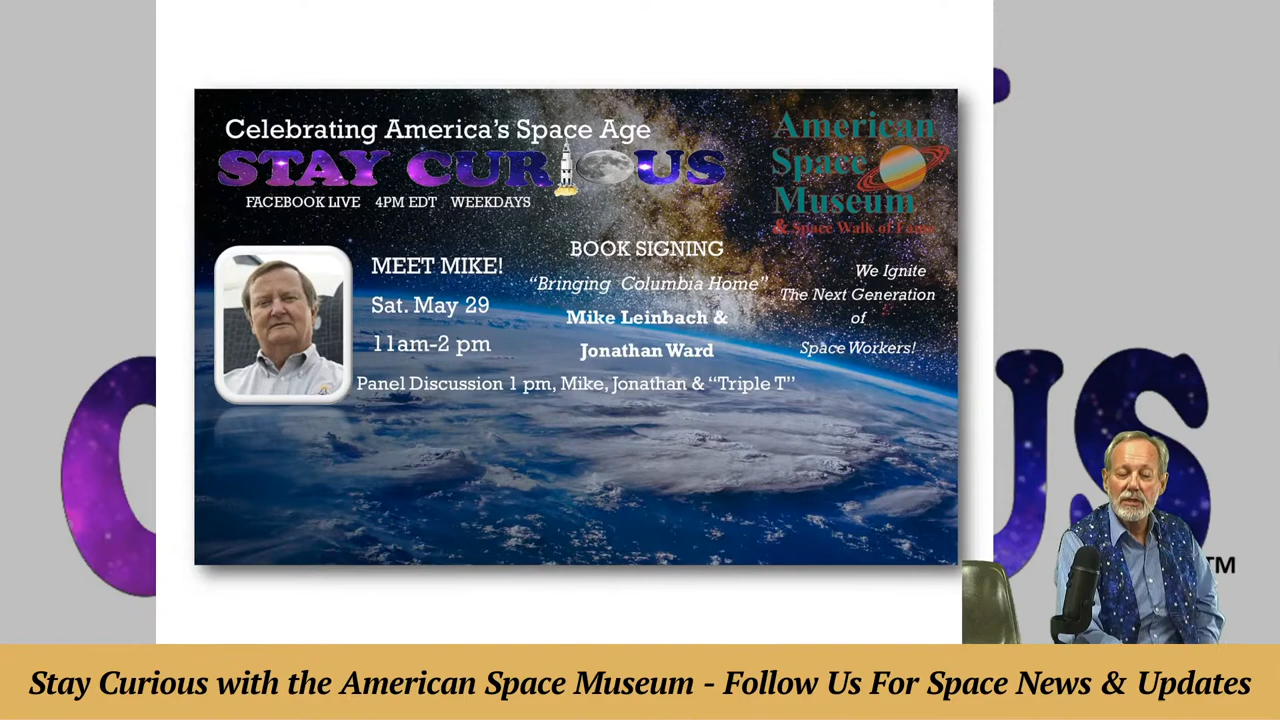 Celebrating America's Space Age
STAY CURIOUS
FACEBOOK LIVE 4PM EDT WEEKDAYS
American
Space
Museum
& Space Walk of Fame
MEET MIKE!
Sat. May 29
11am-2 pm
BOOK SIGNING
“Bringing Columbia Home”
Mike Leinbach &
Jonathan Ward
Panel Discussion 1 pm, Mike, Jonathan & “Triple T”
We Ignite
The Next Generation
of
Space Workers!
US
TM
Stay Curious with the American Space Museum - Follow Us For Space News & Updates